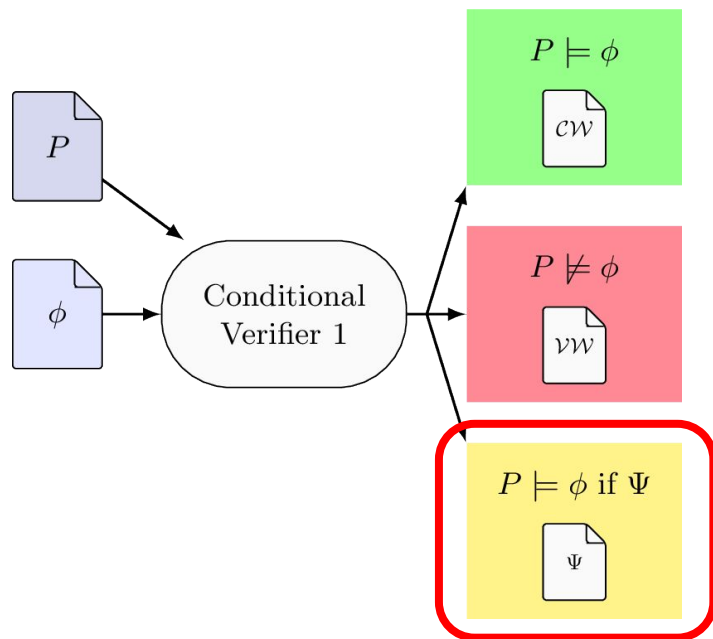 P
ϕ
Conditional
Verifier 1
P ⊨ ϕ
𝒞𝒲
P ⊭ ϕ
𝒱𝒲
P ⊨ ϕ if Ψ
Ψ